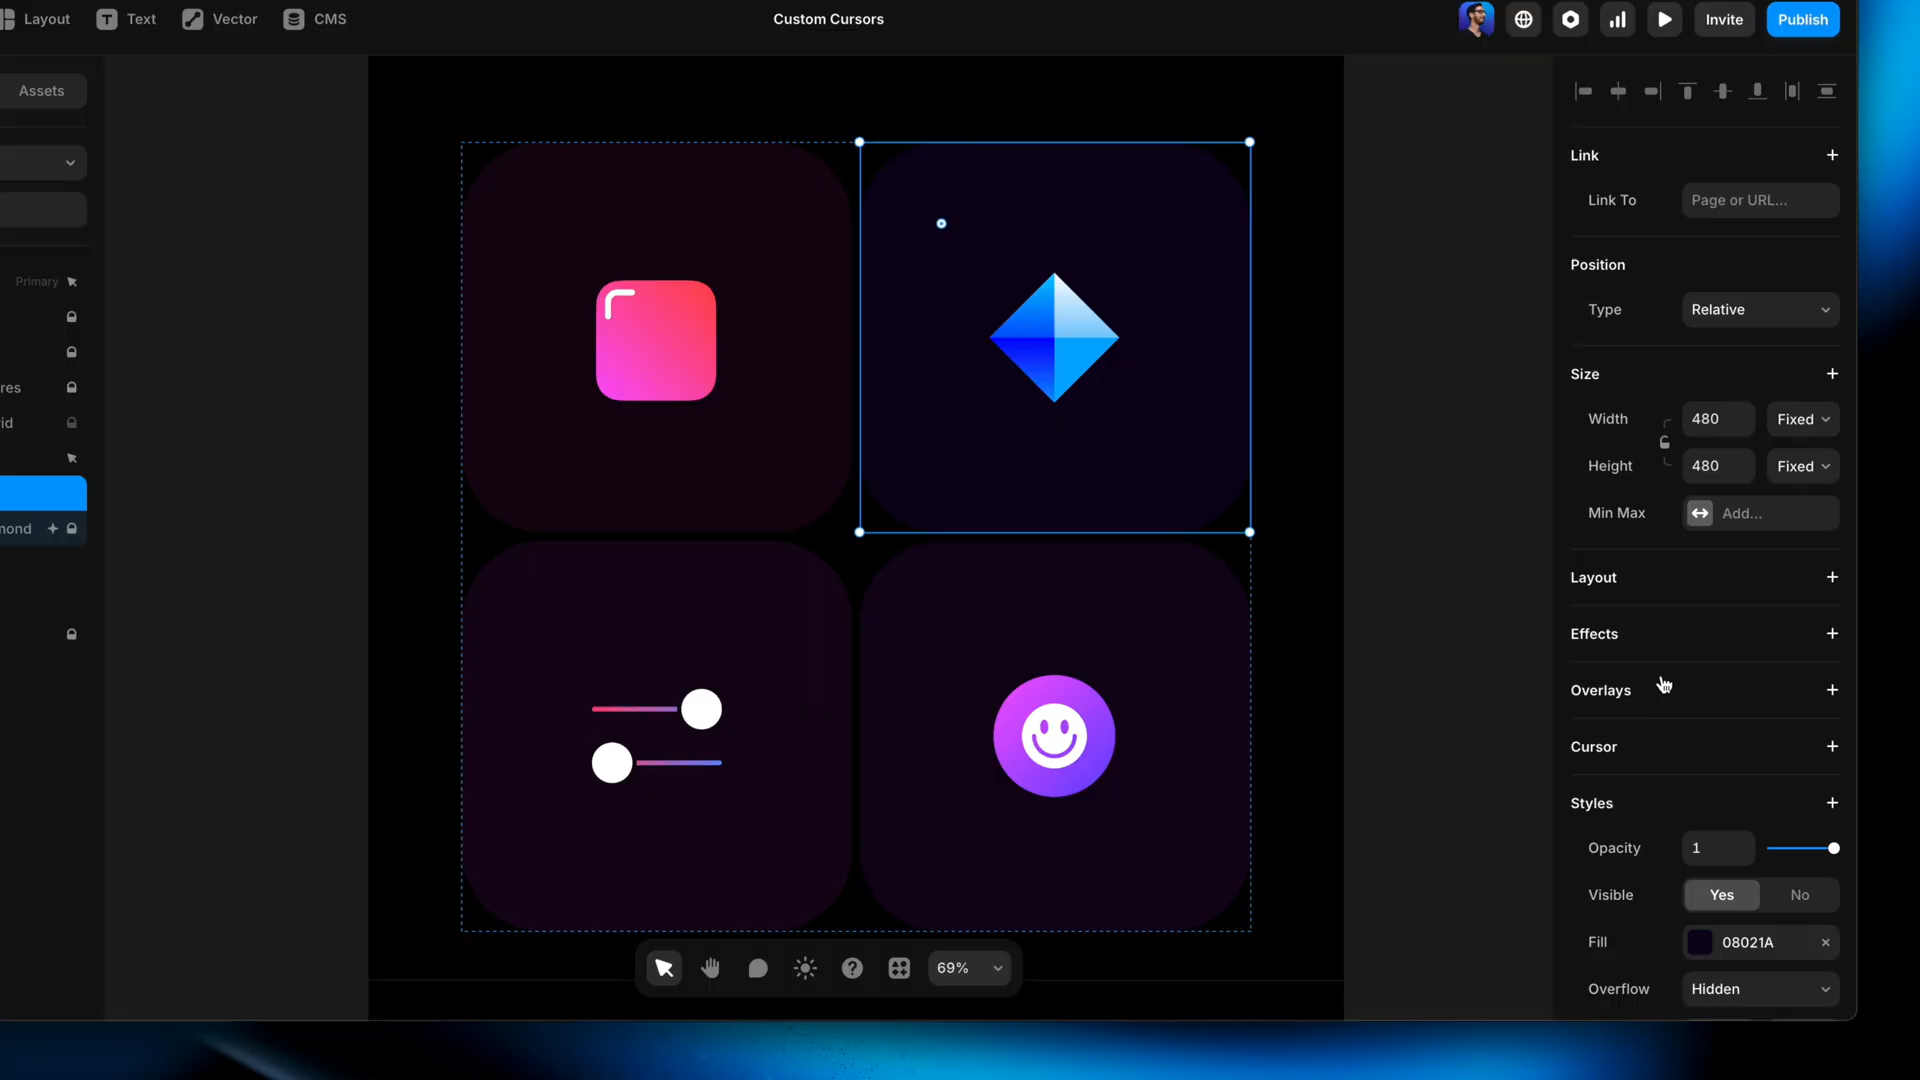 Layout
Text
Vector
CMS
Custom Cursors
Invite
Publish
Assets
Primary
res
id
mond
69%
Link
Link To
Page or URL...
Position
Type
Relative
Size
Width
480
Fixed
Height
480
Fixed
Min Max
Add...
Layout
Effects
Overlays
Cursor
Styles
Opacity
1
Visible
Yes
No
Fill
08021A
Overflow
Hidden